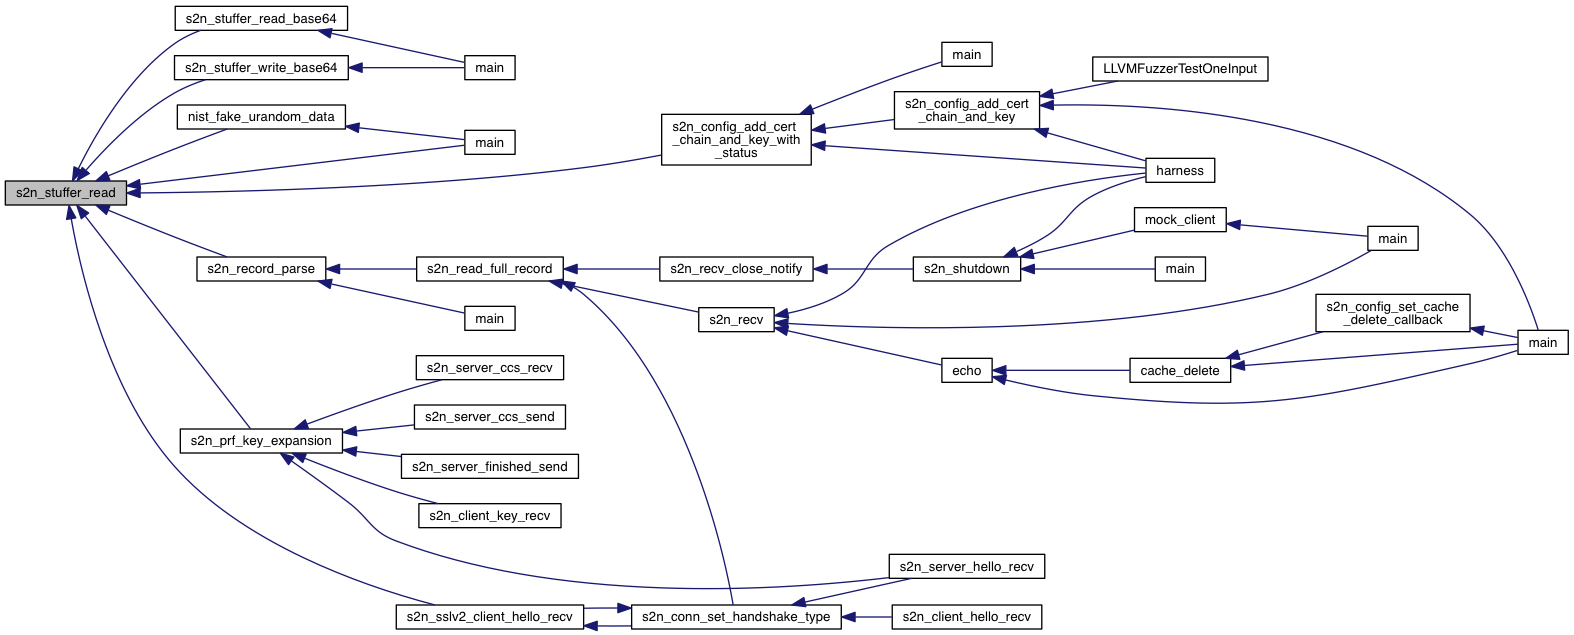 s2n_stuffer_read_base64
s2n_stuffer_write_base64
main
nist_fake_urandom_data
main
s2n_stuffer_read
s2n_config_add_cert
_chain_and_key_with
_status
main
s2n_config_add_cert
_chain_and_key
LLVMFuzzerTestOneInput
harness
mock_client
main
s2n_record_parse
s2n_read_full_record
s2n_recv_close_notify
s2n_shutdown
main
main
s2n_recv
s2n_config_set_cache
_delete_callback
main
echo
cache_delete
s2n_server_ccs_recv
s2n_server_ccs_send
s2n_prf_key_expansion
s2n_server_finished_send
s2n_client_key_recv
s2n_server_hello_recv
s2n_sslv2_client_hello_recv
s2n_conn_set_handshake_type
s2n_client_hello_recv